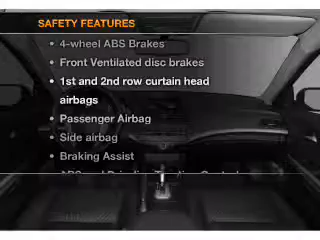 SAFETY FEATURES
• 4-wheel ABS Brakes
• Front Ventilated disc brakes
• 1st and 2nd row curtain head
airbags
• Passenger Airbag
• Side airbag
• Braking Assist